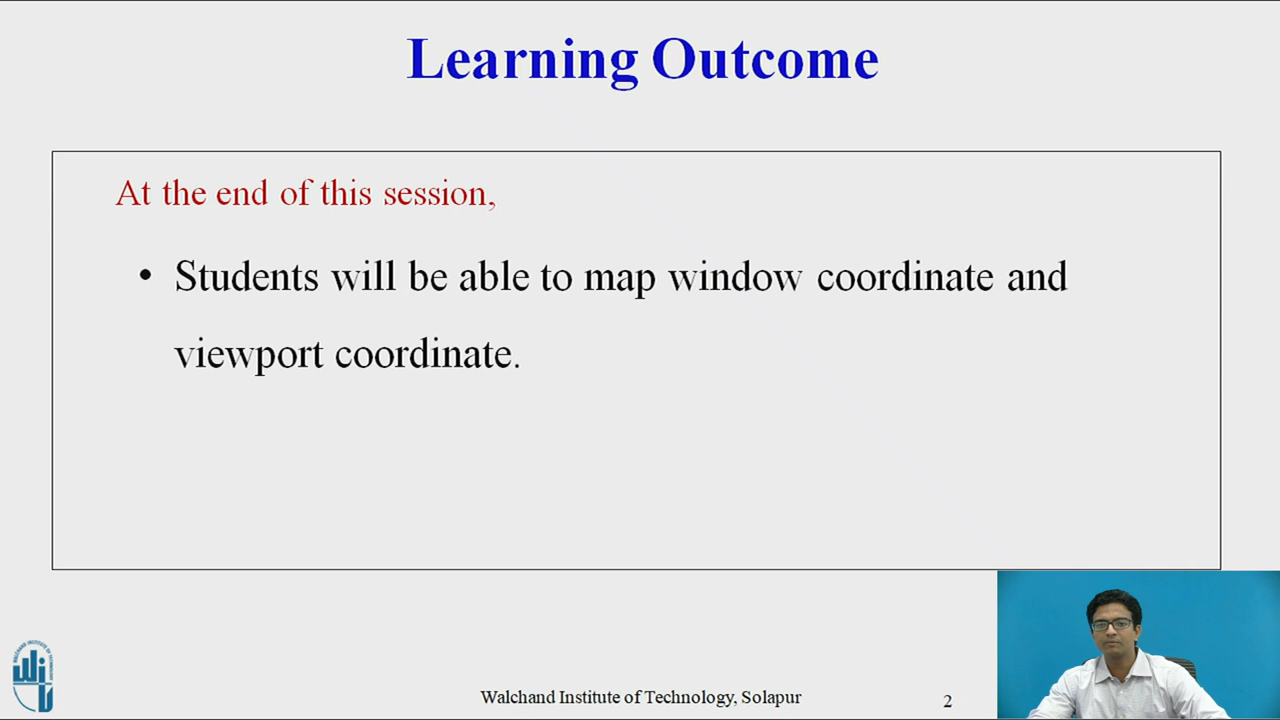 Learning Outcome
At the end of this session,
• Students will be able to map window coordinate and
viewport coordinate.
Walchand Institute of Technology, Solapur
2